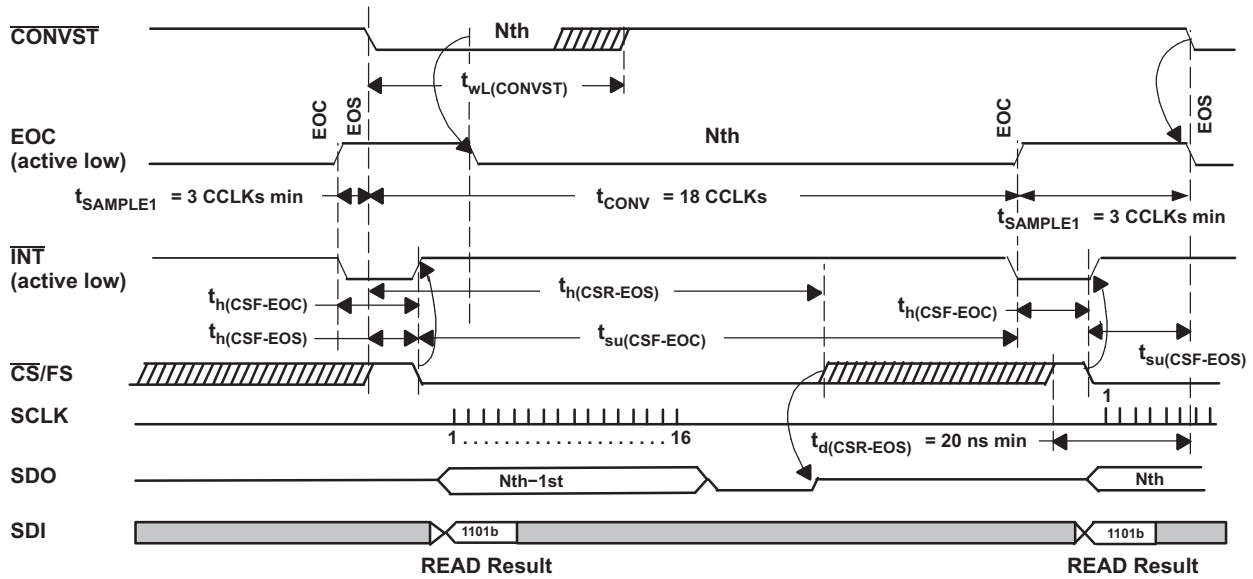 CONVST
Nth
twL(CONVST)
EOC
EOS
EOC
EOS
EOC
(active low)
Nth
tSAMPLE1 = 3 CCLKs min
tCONV = 18 CCLKs
tSAMPLE1 = 3 CCLKs min
INT
(active low)
th(CSF-EOC)
th(CSR-EOS)
th(CSF-EOC)
th(CSF-EOS)
tsu(CSF-EOC)
tsu(CSF-EOS)
CS/FS
SCLK
1 . . . . . . . . . . . . . . . . . . . . 16
1
td(CSR-EOS) = 20 ns min
SDO
Nth−1st
Nth
SDI
1101b
1101b
READ Result
READ Result